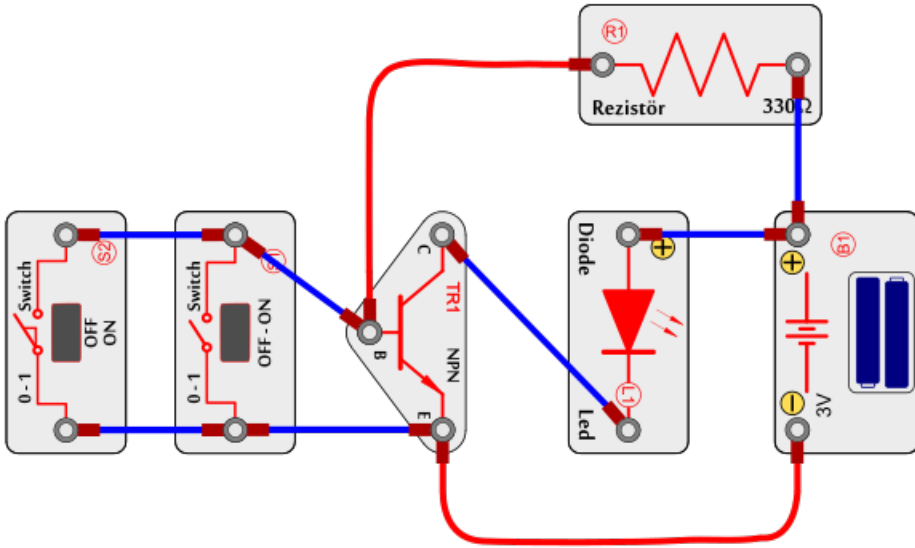 R1
Rezistör
330Ω
S2
Switch
OFF
ON
0 - 1
S1
Switch
OFF - ON
0 - 1
C
TR1
B
NPN
E
Diode
+
L1
Led
B1
+
−
3V